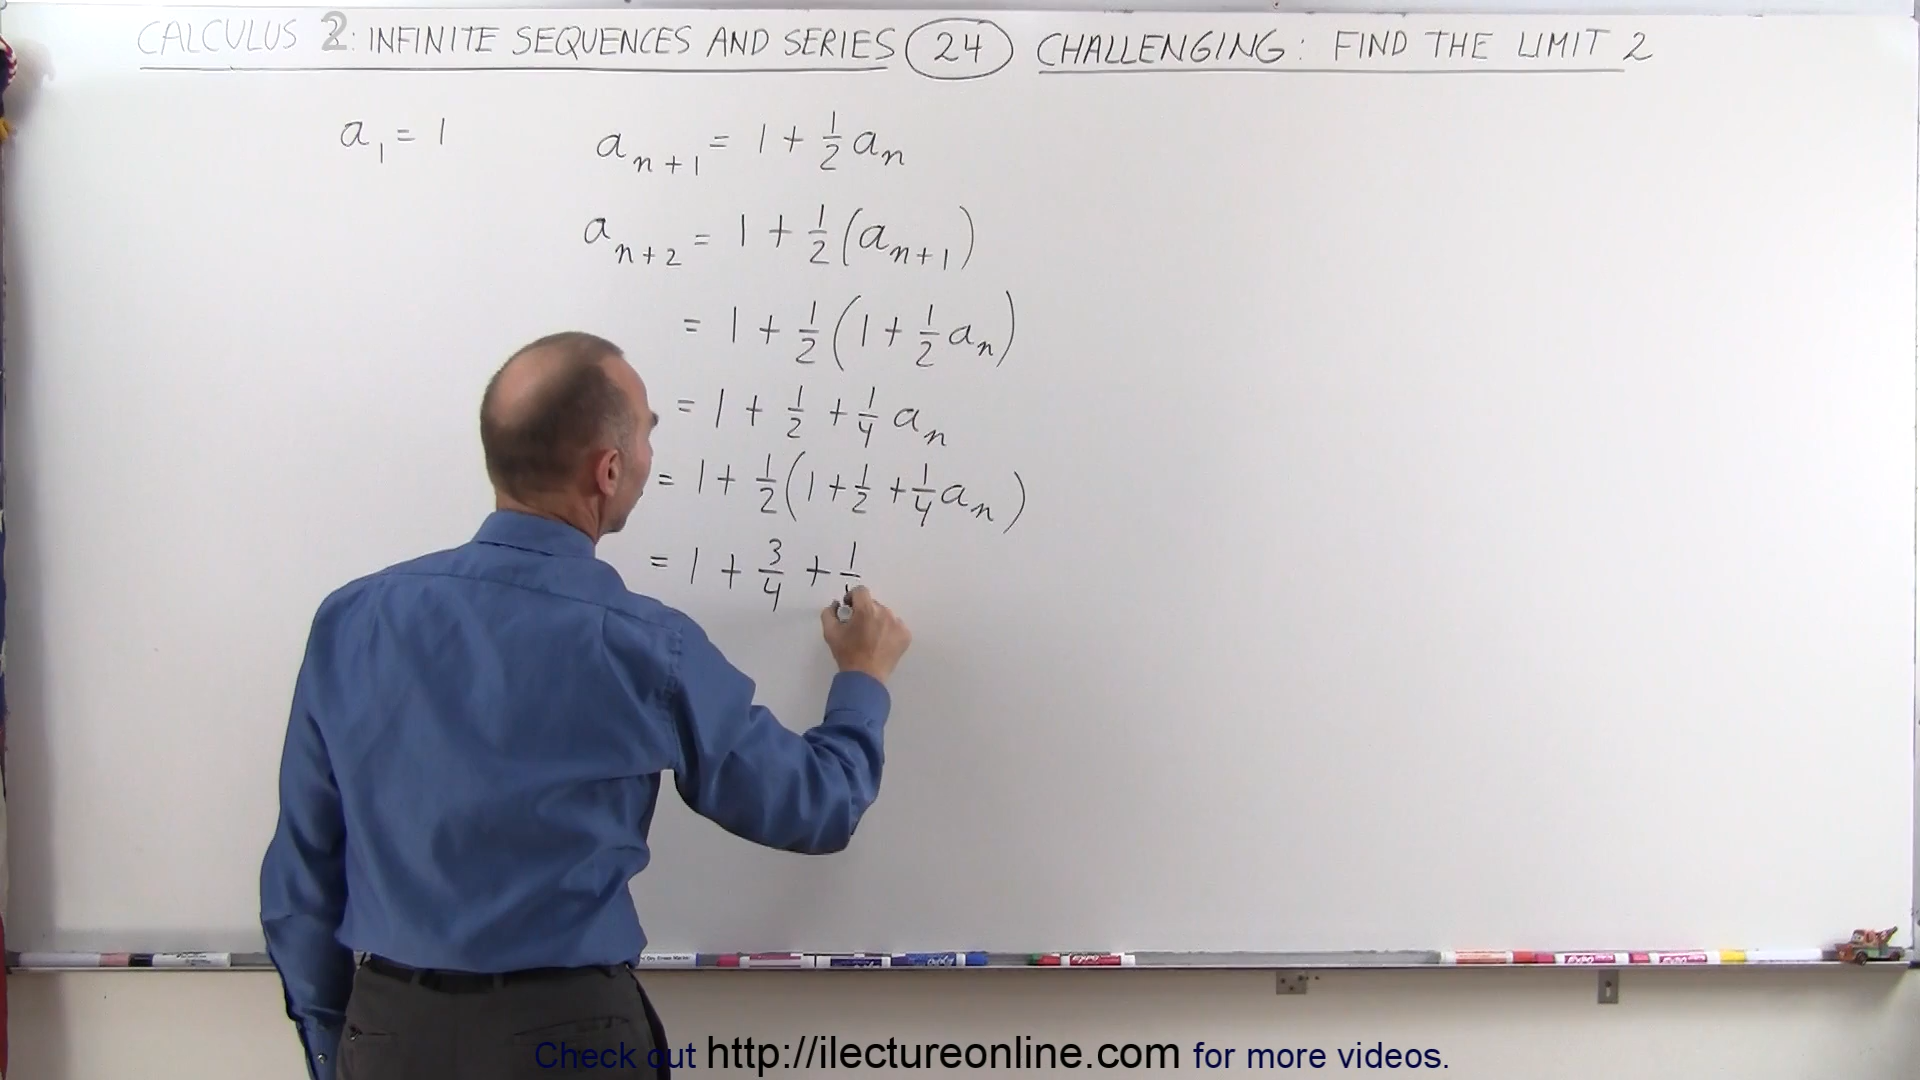 CALCULUS 2: INFINITE SEQUENCES AND SERIES 24 CHALLENGING: FIND THE LIMIT 2
a₁ = 1 aₙ₊₁ = 1 + 1/2 aₙ
aₙ₊₂ = 1 + 1/2 (aₙ₊₁)
= 1 + 1/2 (1 + 1/2 aₙ)
= 1 + 1/2 + 1/4 aₙ
= 1 + 1/2 (1 + 1/2 + 1/4 aₙ)
= 1 + 3/4 + 1
Check out http://ilectureonline.com for more videos.